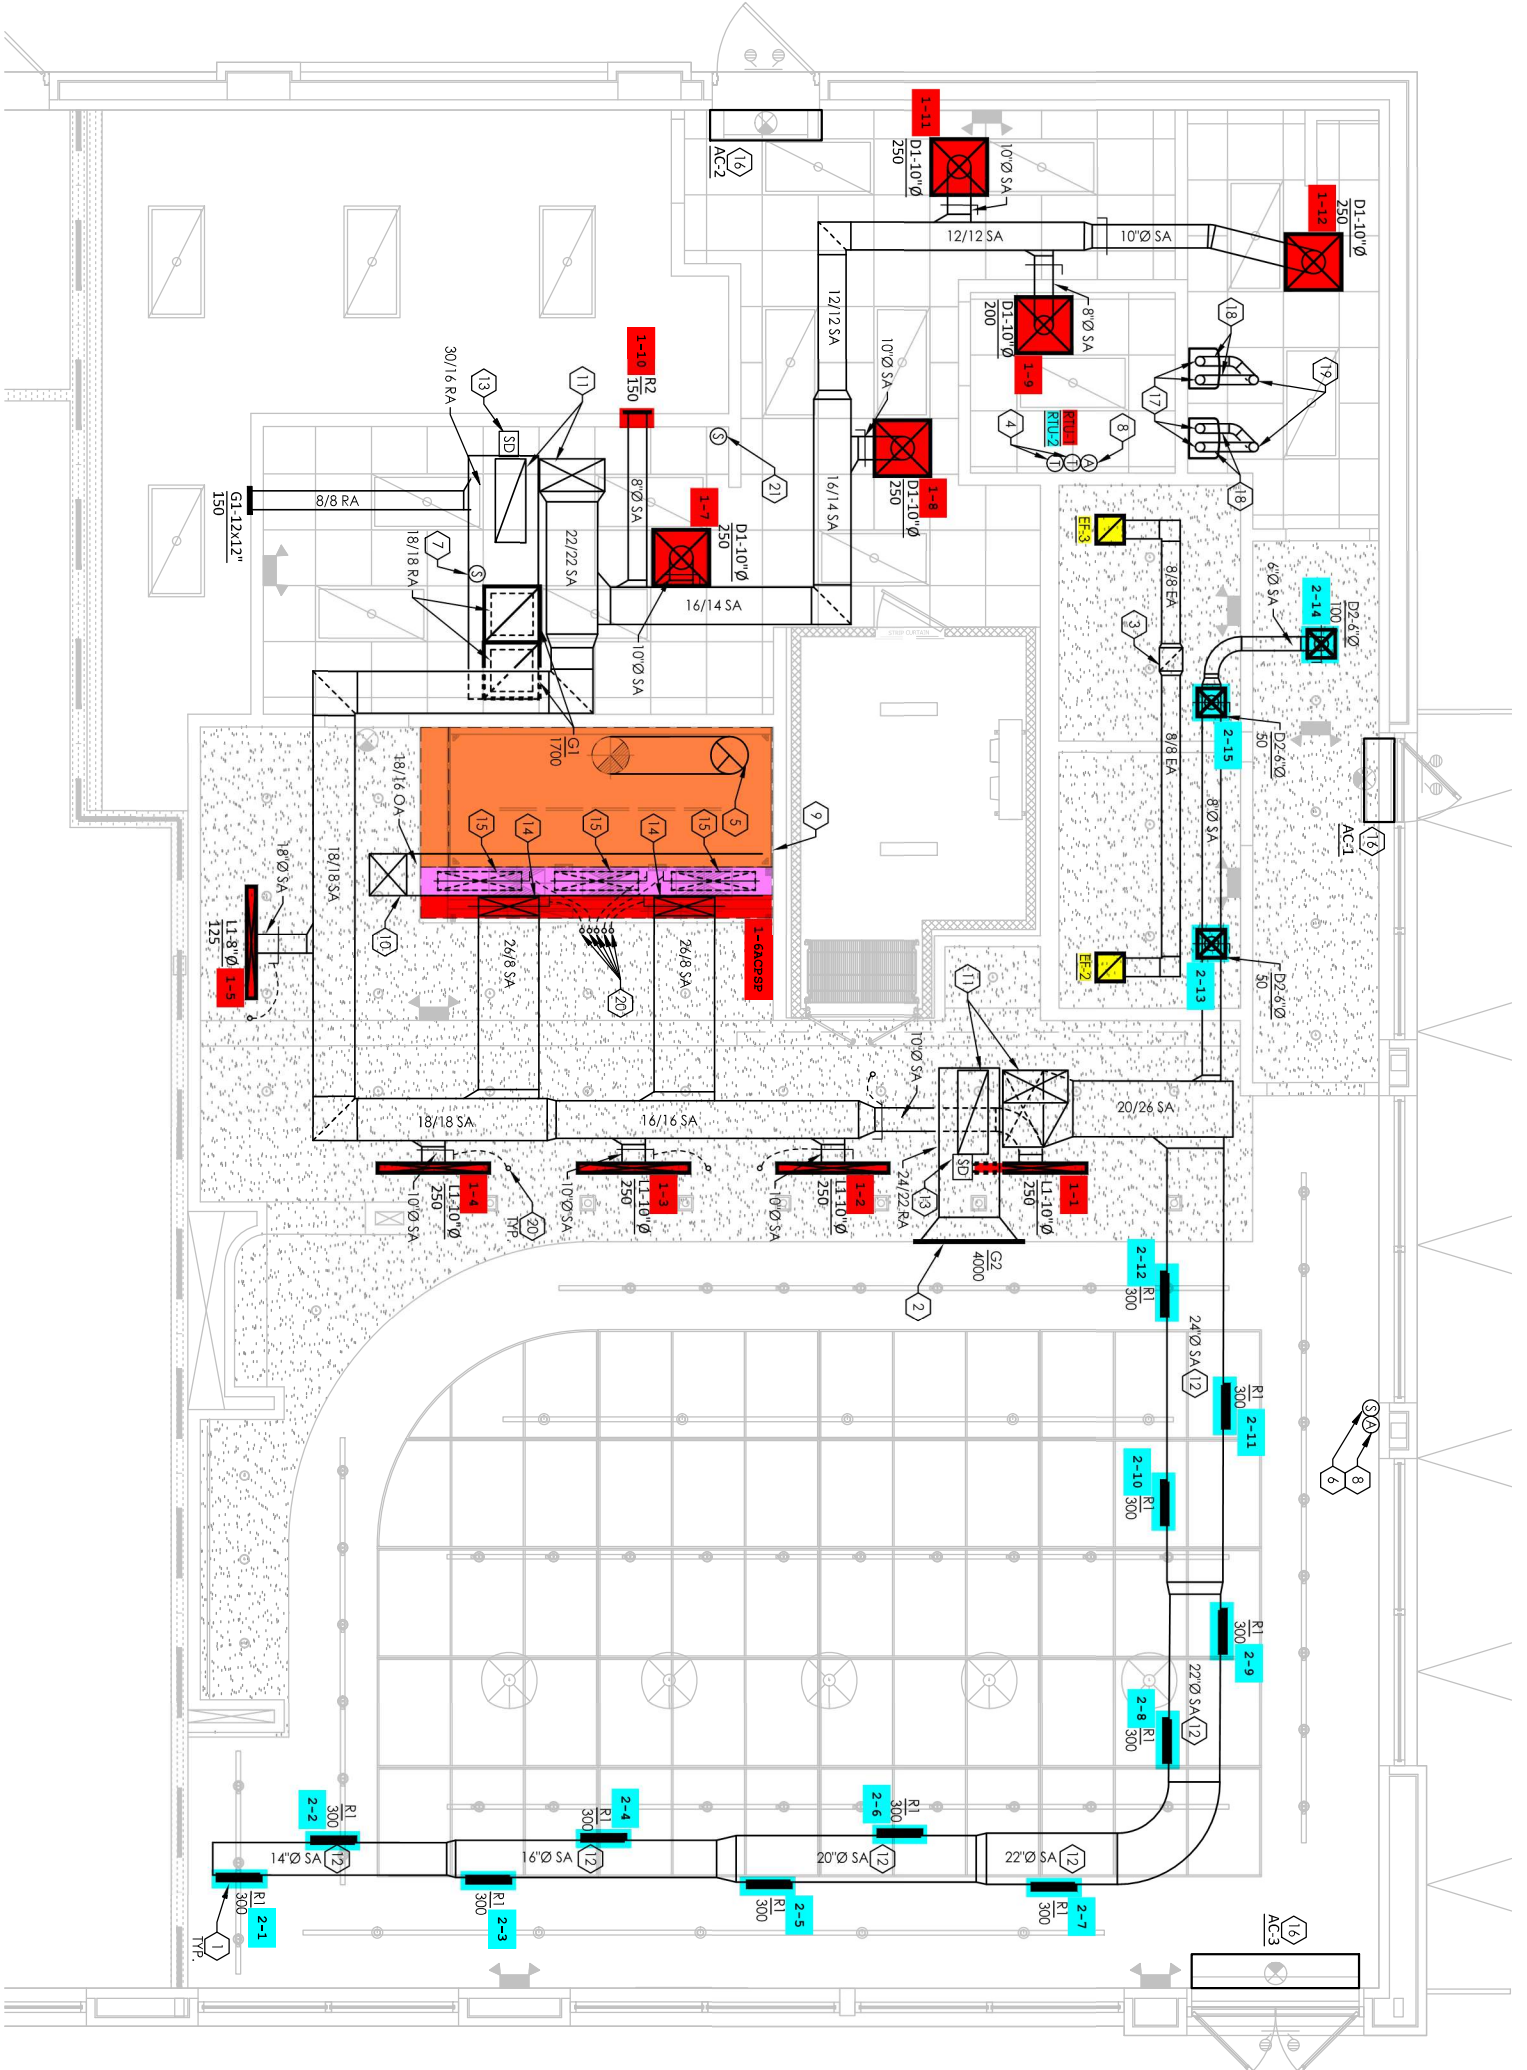 16
AC-2
1-11
D1-10"Ø
250
10"Ø SA
12/12 SA
10"Ø SA
1-12
D1-10"Ø
250
8"Ø SA
D1-10"Ø
200
1-9
12/12 SA
10"Ø SA
16/14 SA
1-8
D1-10"Ø
250
18
19
17
18
RTU-1
RTU-2
4
8
T
T
A
1-10
R2
150
30/16 RA
13
SD
11
S
21
8"Ø SA
1-7
D1-10"Ø
250
8/8 RA
G1-12x12"
150
22/22 SA
7
S
18/18 RA
16/14 SA
10"Ø SA
G1
1700
EF-3
8/8 EA
3
8/8 EA
EF-2
6"Ø SA
2-14
D2-6"Ø
100
2-15
D2-6"Ø
50
8"Ø SA
2-13
D2-6"Ø
50
16
AC-1
STRIP CURTAIN
18/16 OA
15
14
15
14
15
5
9
10
18/18 SA
18"Ø SA
L1-8"Ø
125
1-5
26/8 SA
20
26/8 SA
1-6ACPSP
11
10"Ø SA
20/26 SA
18/18 SA
16/16 SA
24/22 RA
SD
13
10"Ø SA
L1-10"Ø
250
1-4
20
TYP.
10"Ø SA
L1-10"Ø
250
1-3
10"Ø SA
L1-10"Ø
250
1-2
L1-10"Ø
250
1-1
G2
4000
2
2-12
R1
300
24"Ø SA
12
R1
300
2-11
2-10
R1
300
S
A
6
8
R1
300
2-9
22"Ø SA
12
2-8
R1
300
2-2
R1
300
14"Ø SA
12
R1
300
2-1
1
TYP.
2-4
R1
300
16"Ø SA
12
R1
300
2-3
2-6
R1
300
20"Ø SA
12
R1
300
2-5
22"Ø SA
12
R1
300
2-7
16
AC-3